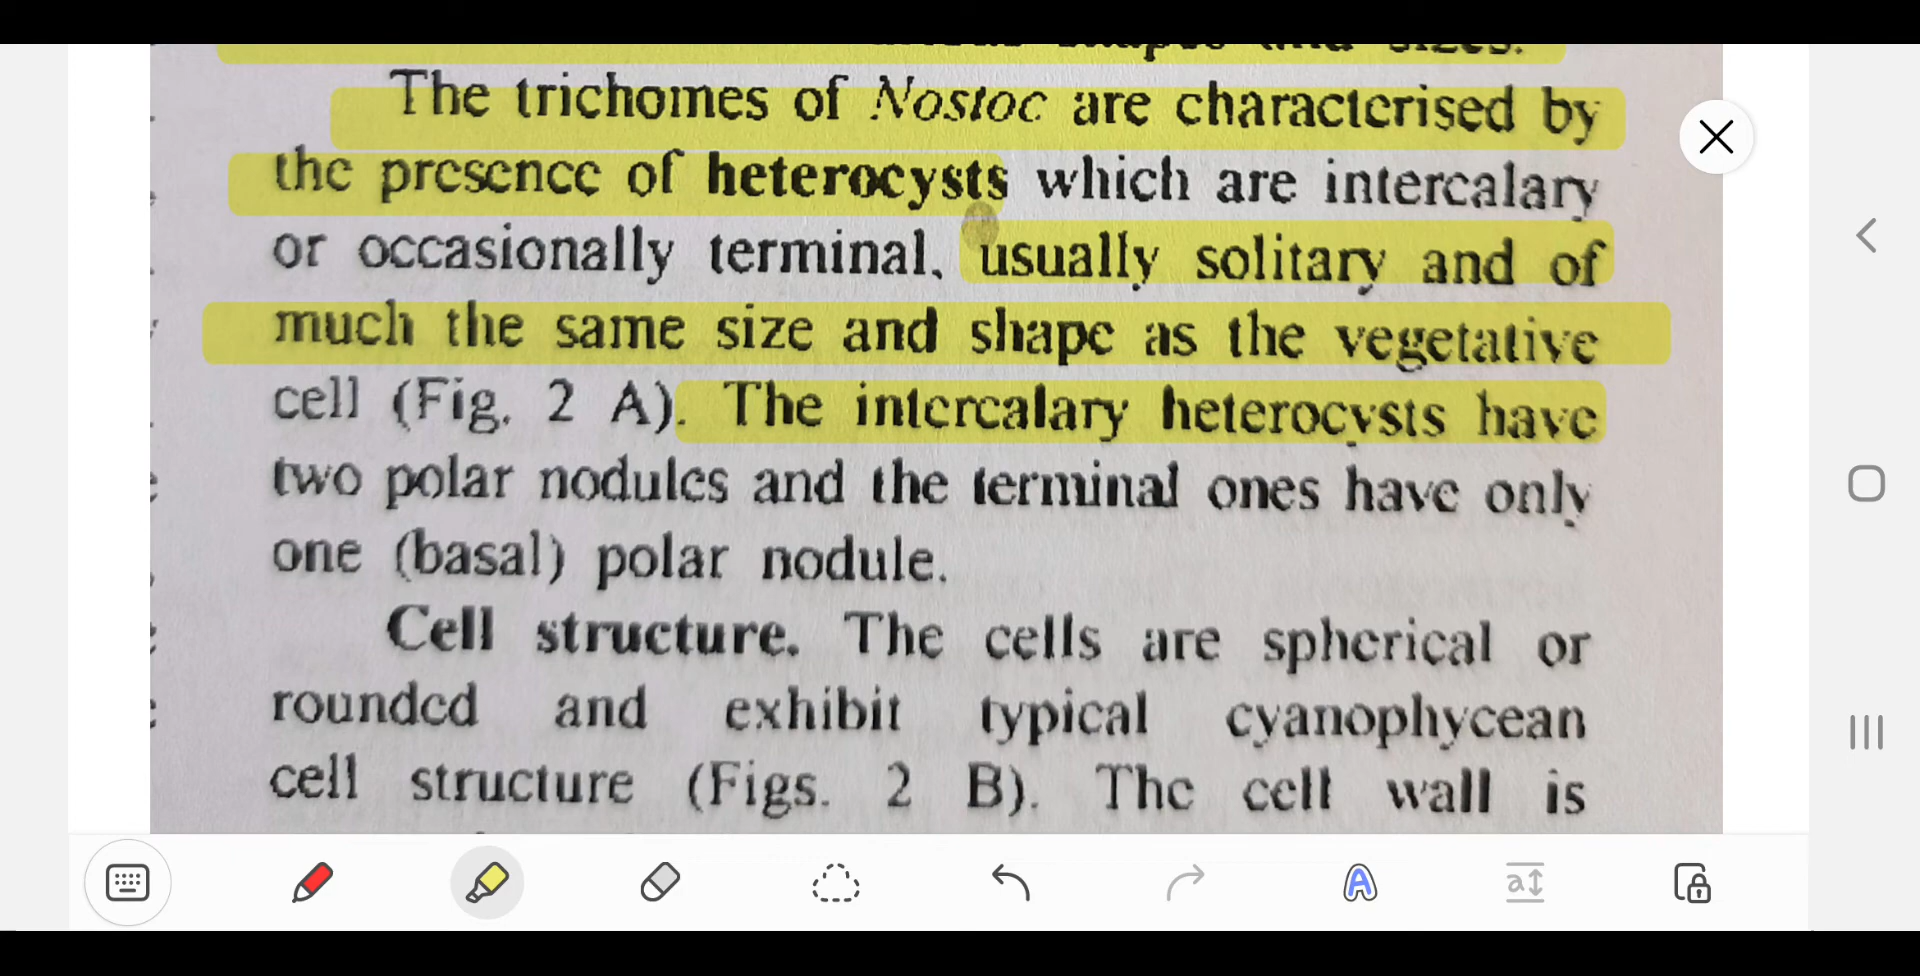 shapes and sizes.
The trichomes of Nostoc are characterised by
the presence of heterocysts which are intercalary
or occasionally terminal, usually solitary and of
much the same size and shape as the vegetative
cell (Fig. 2 A). The intercalary heterocysts have
two polar nodules and the terminal ones have only
one (basal) polar nodule.
Cell structure. The cells are spherical or
rounded and exhibit typical cyanophycean
cell structure (Figs. 2 B). The cell wall is